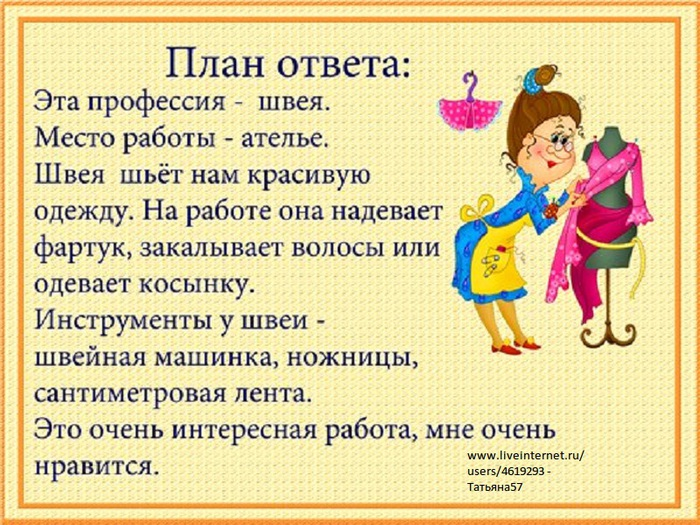 План ответа:
Эта профессия - швея.
Место работы - ателье.
Швея шьёт нам красивую
одежду. На работе она надевает
фартук, закалывает волосы или
одевает косынку.
Инструменты у швеи -
швейная машинка, ножницы,
сантиметровая лента.
Это очень интересная работа, мне очень
нравится.
www.liveinternet.ru/
users/4619293 -
Татьяна57